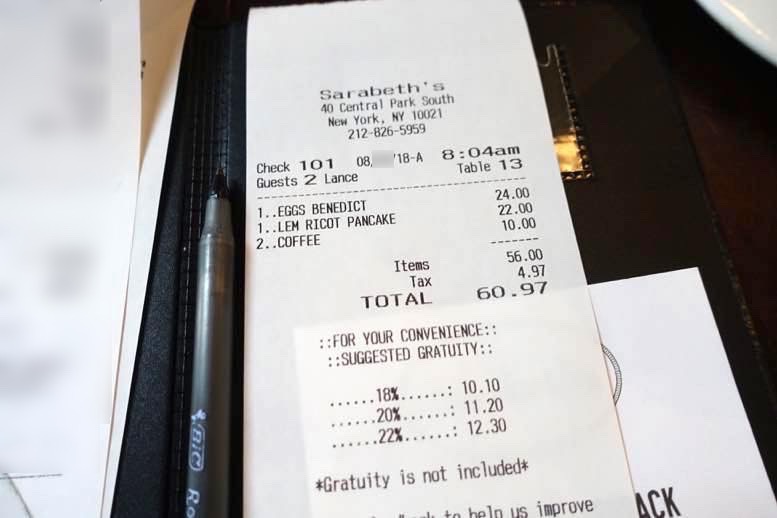 Sarabeth's
40 Central Park South
New York, NY 10021
212-826-5959
Check 101 08/ /'18-A 8:04am
Guests 2 Lance Table 13
1..EGGS BENEDICT 24.00
1..LEM RICOT PANCAKE 22.00
2..COFFEE 10.00
Items 56.00
Tax 4.97
TOTAL 60.97
::FOR YOUR CONVENIENCE::
::SUGGESTED GRATUITY::
......18%......: 10.10
......20%......: 11.20
......22%......: 12.30
*Gratuity is not included*
to help us improve
BiC Ro
ACK